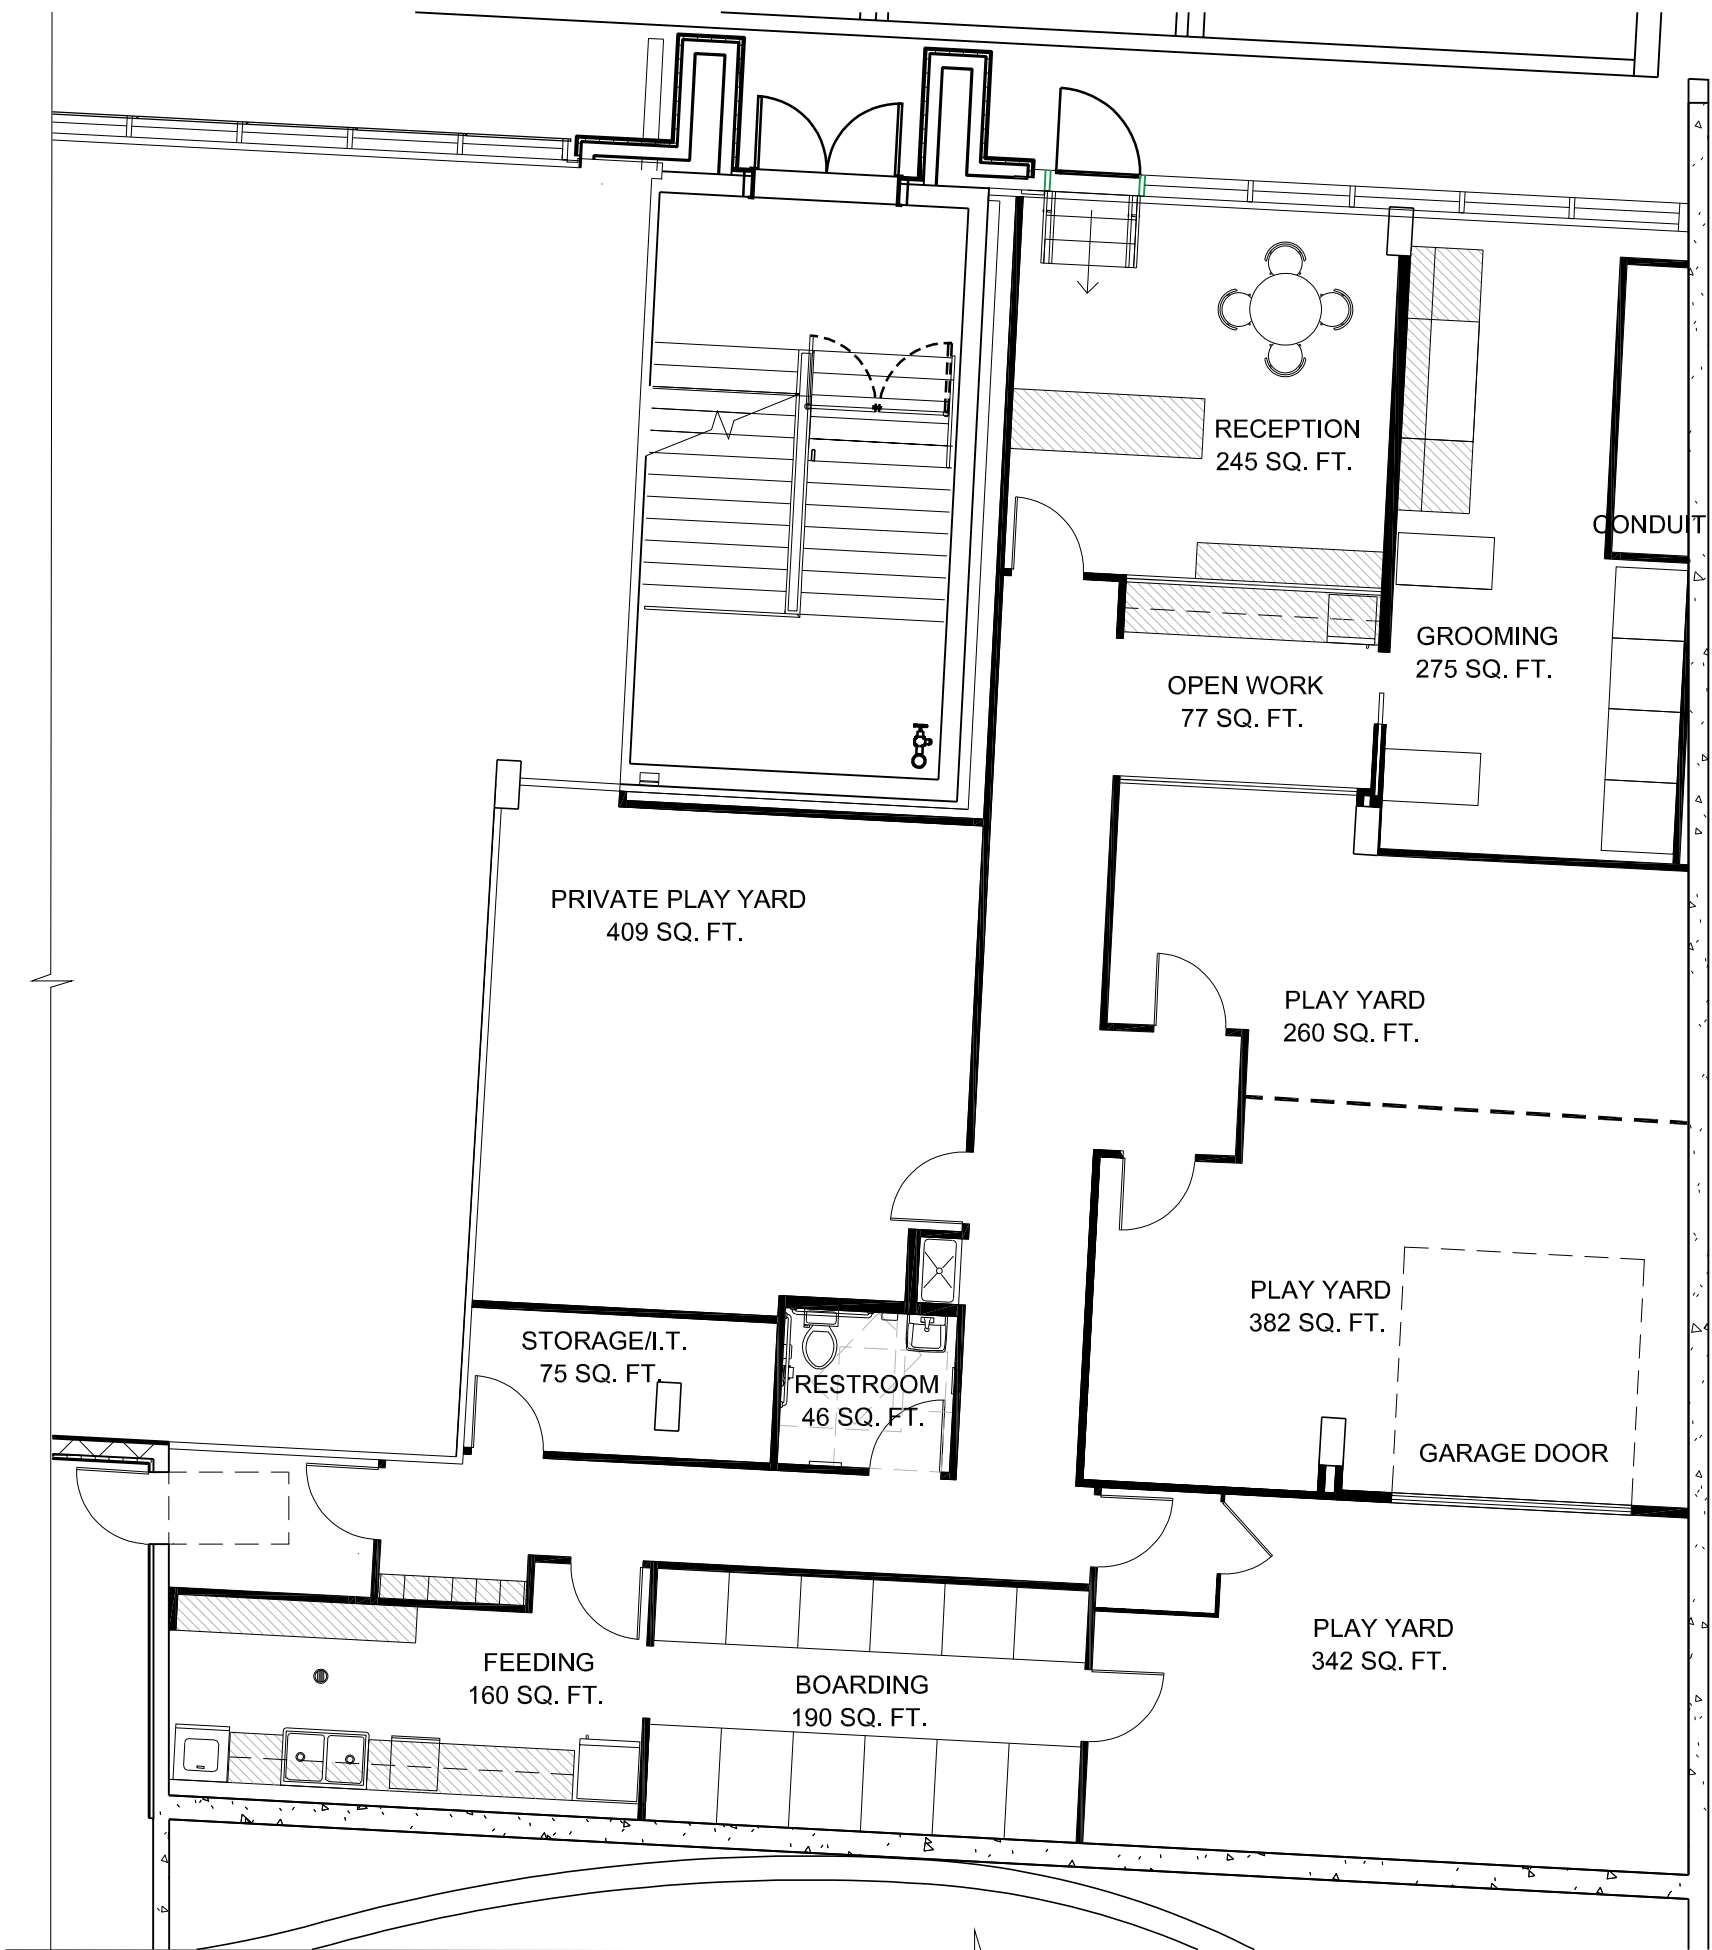 RECEPTION
245 SQ. FT.
CONDUIT
GROOMING
275 SQ. FT.
OPEN WORK
77 SQ. FT.
PRIVATE PLAY YARD
409 SQ. FT.
PLAY YARD
260 SQ. FT.
PLAY YARD
382 SQ. FT.
STORAGE/I.T.
75 SQ. FT.
RESTROOM
46 SQ. FT.
GARAGE DOOR
PLAY YARD
342 SQ. FT.
FEEDING
160 SQ. FT.
BOARDING
190 SQ. FT.